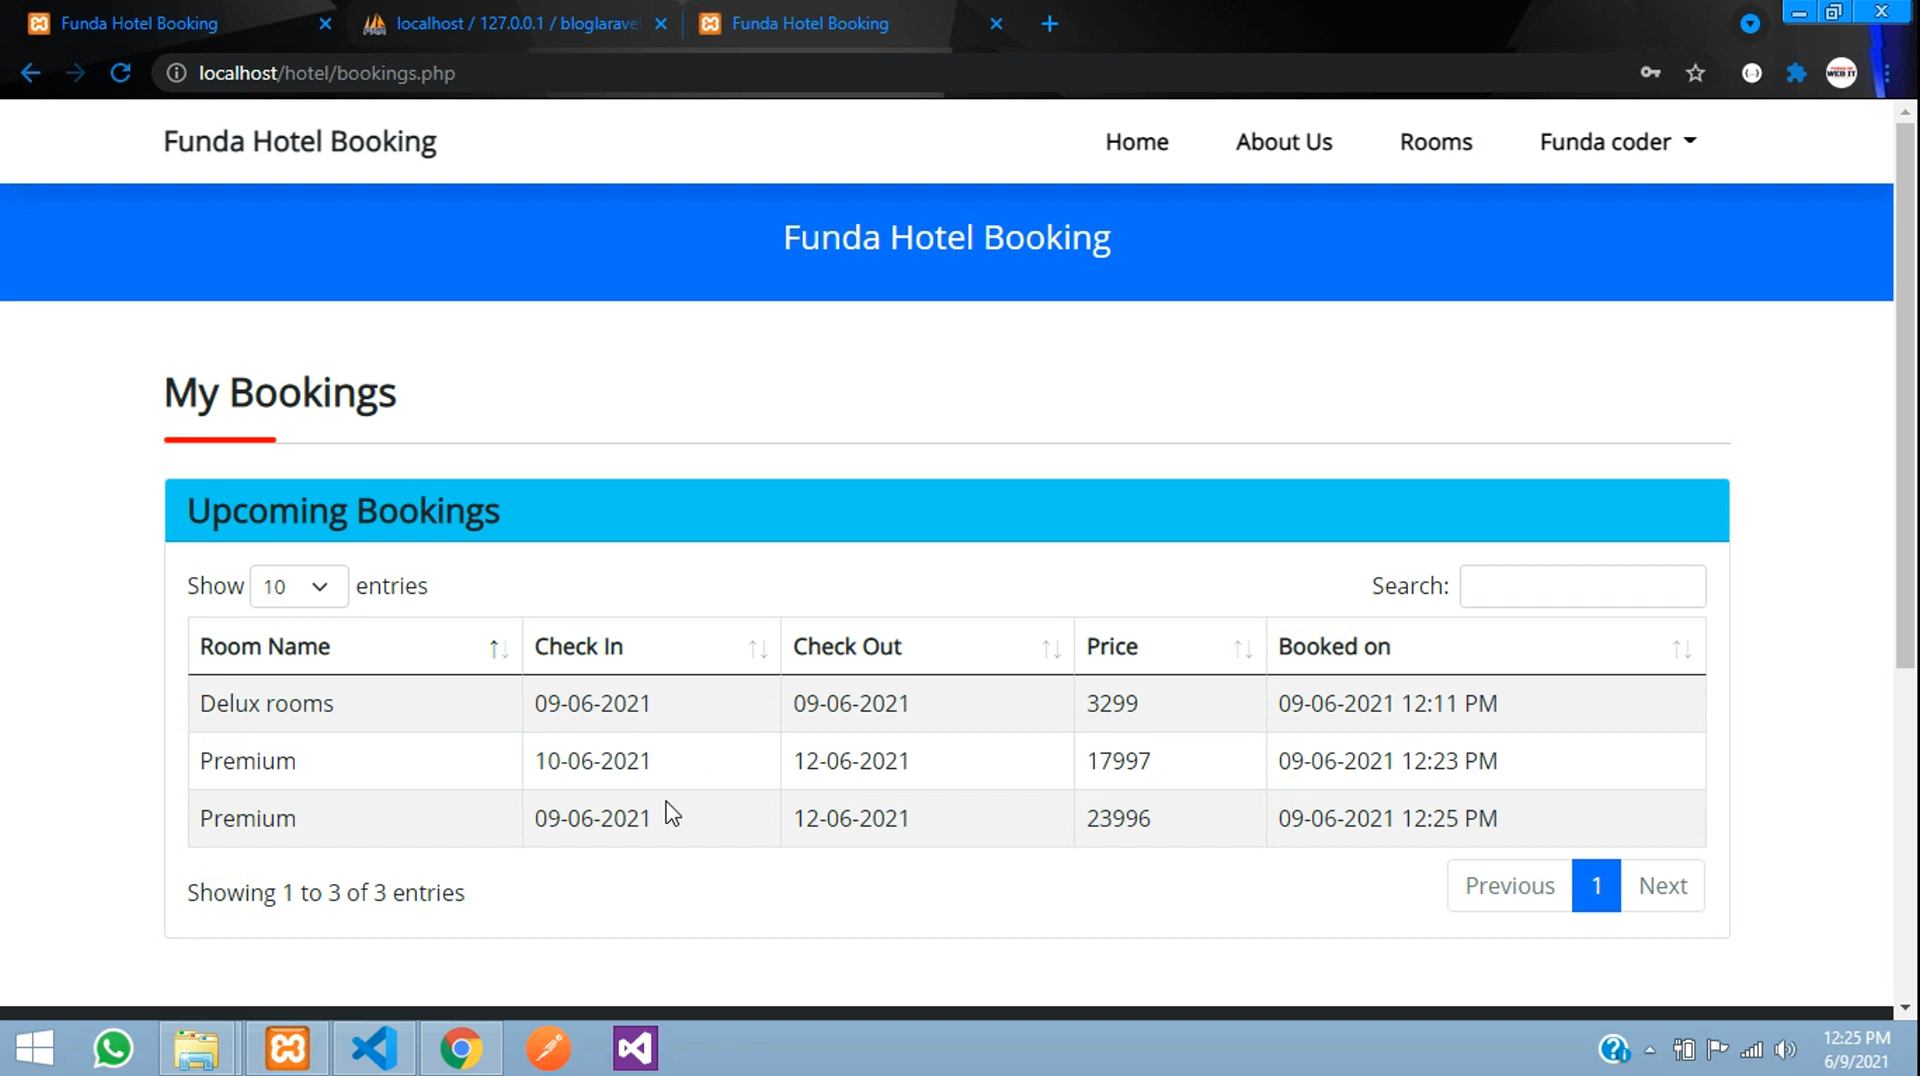 Funda Hotel Booking
localhost / 127.0.0.1 / bloglarave
Funda Hotel Booking
localhost/hotel/bookings.php
Funda Hotel Booking
Home About Us Rooms Funda coder
Funda Hotel Booking
My Bookings
Upcoming Bookings
Show 10 entries Search:
Room Name Check In Check Out Price Booked on
Delux rooms 09-06-2021 09-06-2021 3299 09-06-2021 12:11 PM
Premium 10-06-2021 12-06-2021 17997 09-06-2021 12:23 PM
Premium 09-06-2021 12-06-2021 23996 09-06-2021 12:25 PM
Showing 1 to 3 of 3 entries Previous 1 Next
12:25 PM
6/9/2021